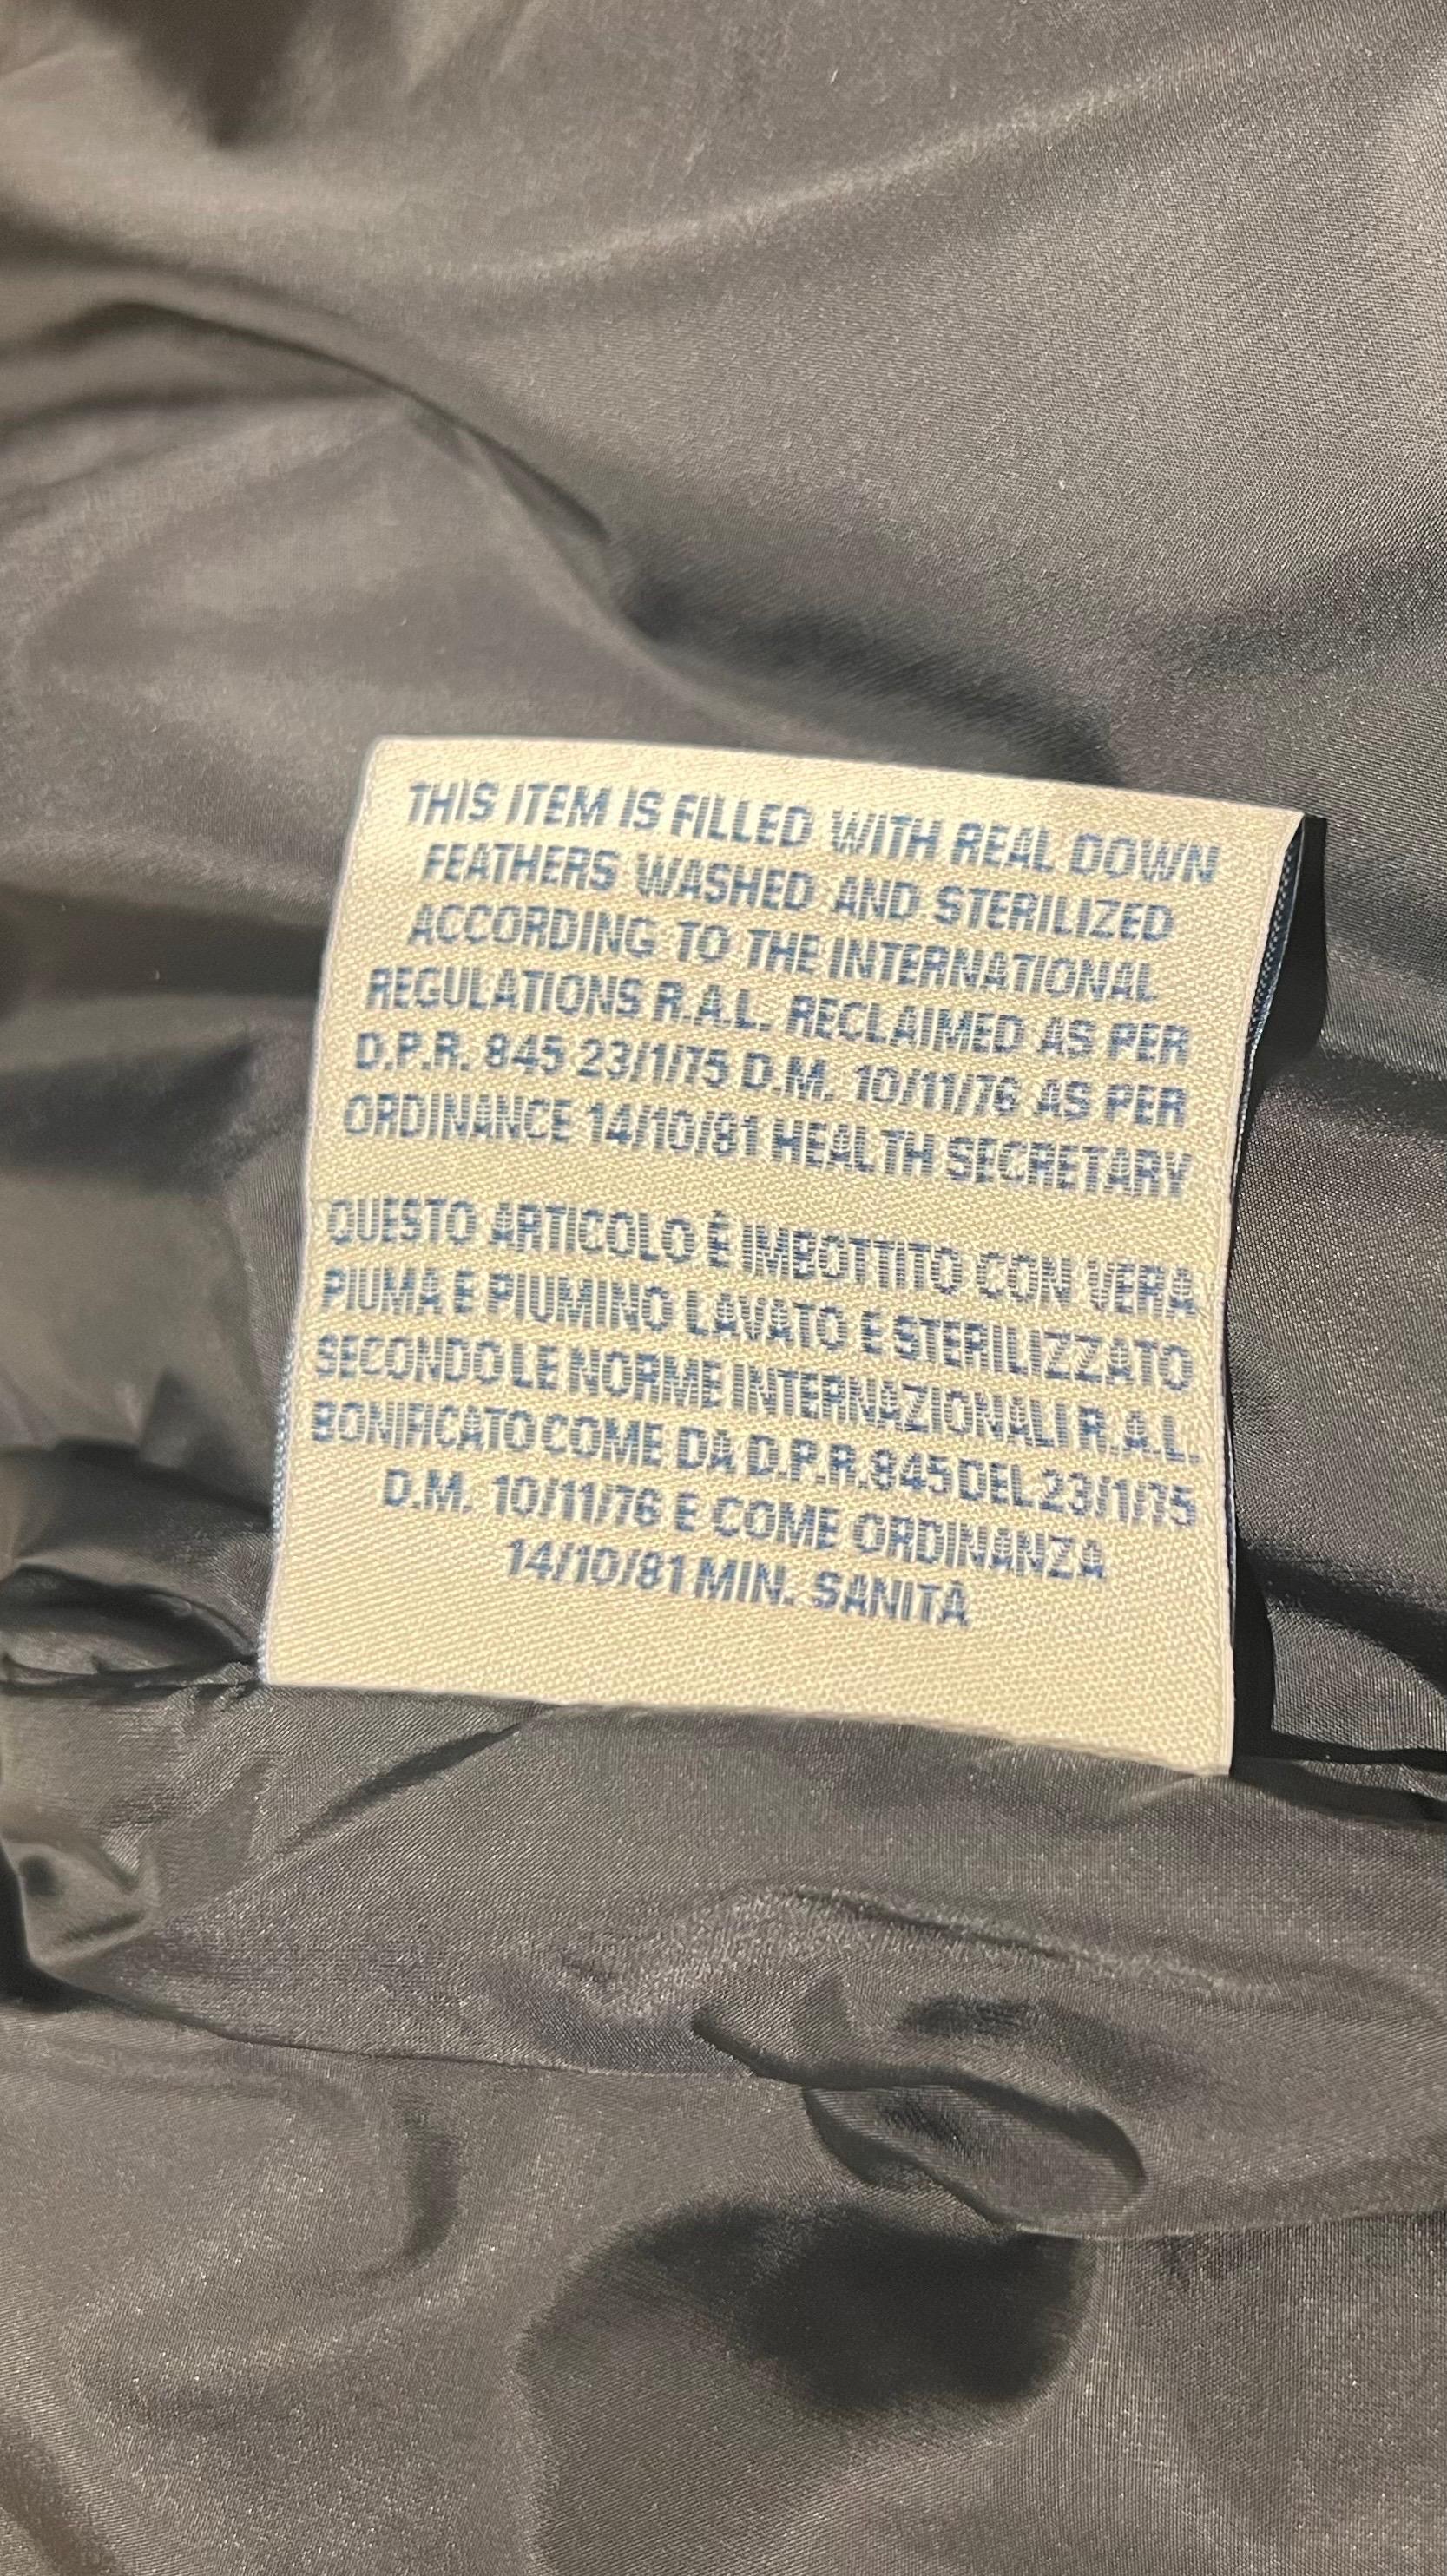 THIS ITEM IS FILLED WITH REAL DOWN
FEATHERS WASHED AND STERILIZED
ACCORDING TO THE INTERNATIONAL
REGULATIONS R.A.L. RECLAIMED AS PER
D.P.R. 845 23/1/75 D.M. 10/11/76 AS PER
ORDINANCE 14/10/81 HEALTH SECRETARY
QUESTO ARTICOLO È IMBOTTITO CON VERA
PIUMA E PIUMINO LAVATO E STERILIZZATO
SECONDO LE NORME INTERNAZIONALI R.A.L.
BONIFICATO COME DA D.P.R. 845 DEL 23/1/75
D.M. 10/11/76 E COME ORDINANZA
14/10/81 MIN. SANITÀ